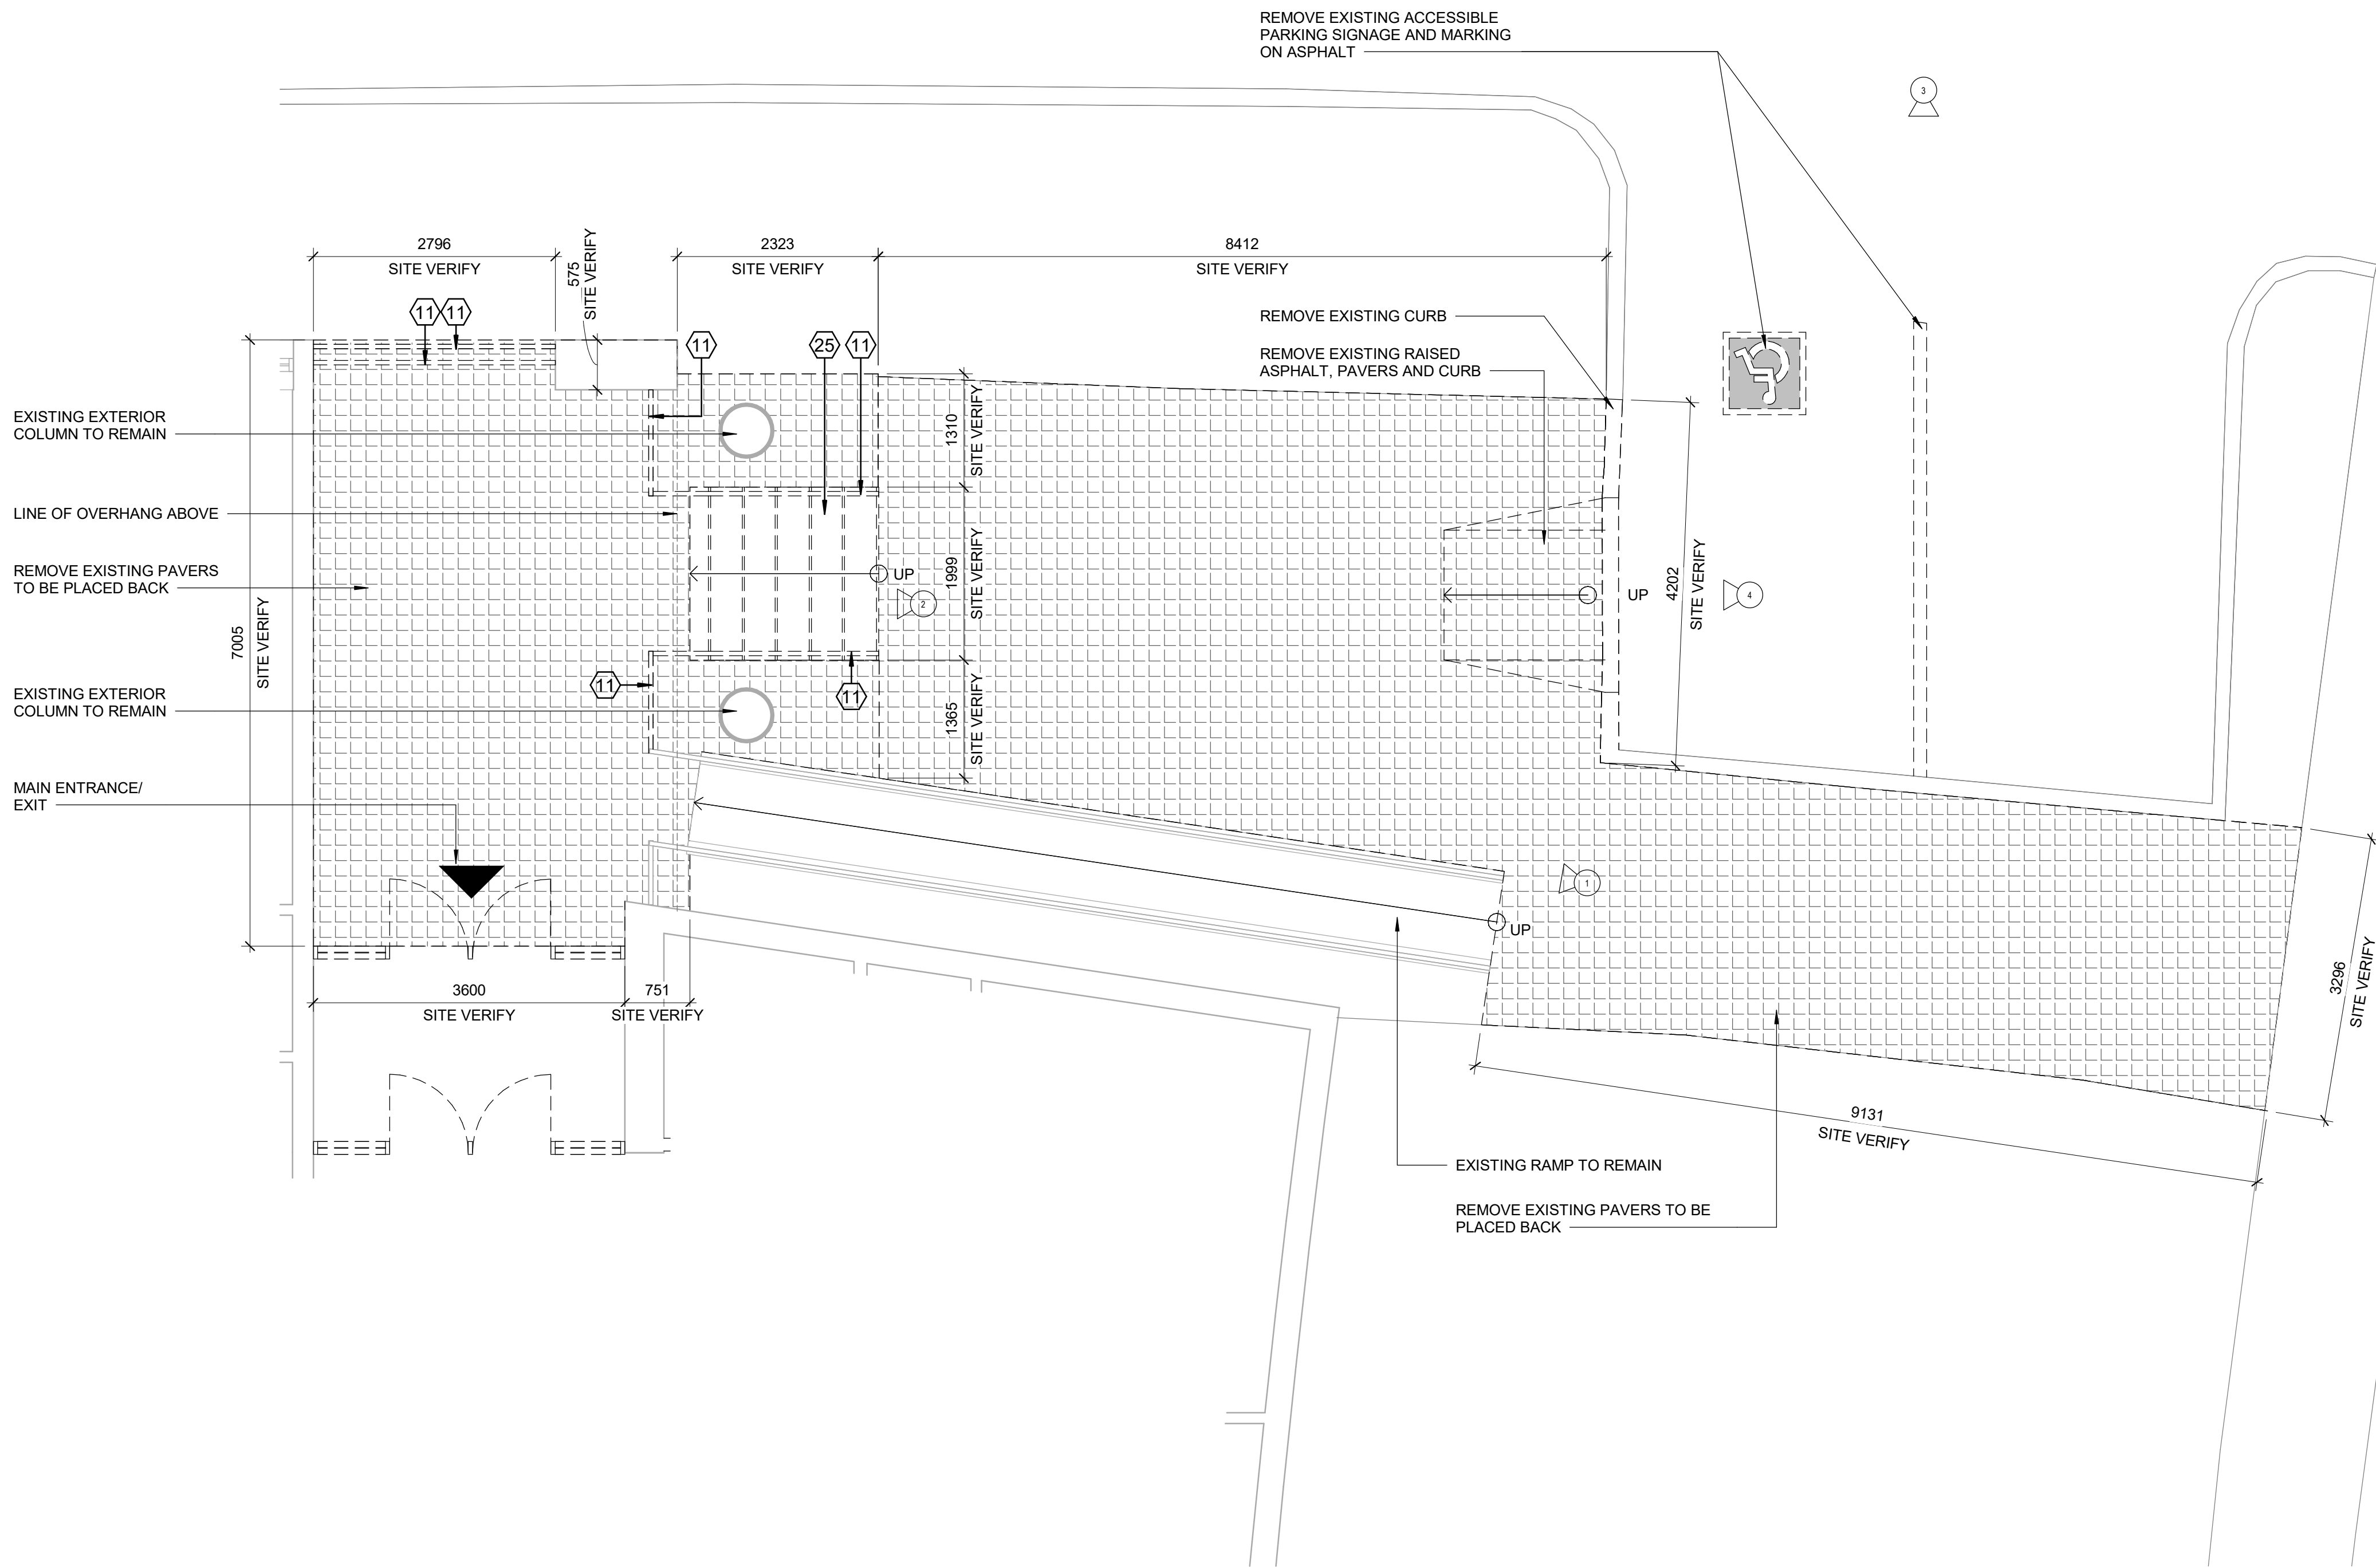 REMOVE EXISTING ACCESSIBLE
PARKING SIGNAGE AND MARKING
ON ASPHALT
3
2796
SITE VERIFY
575
SITE VERIFY
2323
SITE VERIFY
8412
SITE VERIFY
11
11
11
25
11
REMOVE EXISTING CURB
REMOVE EXISTING RAISED
ASPHALT, PAVERS AND CURB
EXISTING EXTERIOR
COLUMN TO REMAIN
1310
SITE VERIFY
LINE OF OVERHANG ABOVE
REMOVE EXISTING PAVERS
TO BE PLACED BACK
UP
1999
SITE VERIFY
2
UP
4202
SITE VERIFY
4
7005
SITE VERIFY
11
11
EXISTING EXTERIOR
COLUMN TO REMAIN
1365
SITE VERIFY
MAIN ENTRANCE/
EXIT
1
UP
3600
SITE VERIFY
751
SITE VERIFY
3296
SITE VERIFY
9131
SITE VERIFY
EXISTING RAMP TO REMAIN
REMOVE EXISTING PAVERS TO BE
PLACED BACK